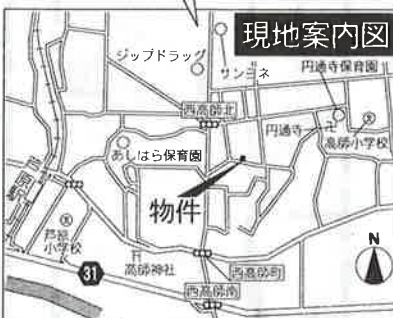 現地案内図
ジップドラッグ
サンヨネ
円通寺保育園
西高師北
円通寺
高師小学校
あしはら保育園
芦原駅
物件
芦原
小学校
高師神社
31
西高師町
西高師南
N